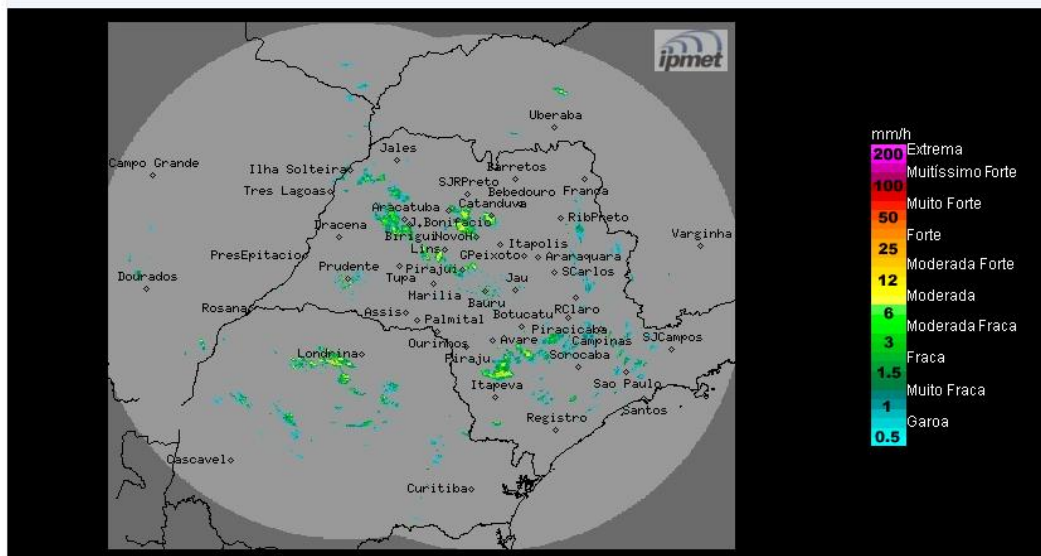 ipmet
Uberaba
Campo Grande
Jales
Ilha Solteira
Barretos
Tres Lagoas
SJRPreto
Bebedouro
Franca
Aracatuba
Catanduva
J.Bonifacio
RibPreto
Dracena
Birigui
NovoH
Itapolis
Varginha
Lins
PresEpitacio
GPeixoto
Araraquara
Dourados
Prudente
Tupa
Pirajui
SCarlos
Jau
Marilia
Bauru
Rosana
Assis
Botucatu
RClaro
Palmital
Piracicaba
Ourinhos
Avare
Campinas
SJCampos
Londrina
Piraju
Sorocaba
Itapeva
Sao Paulo
Registro
Santos
Cascavel
Curitiba
mm/h
200 Extrema
Muitíssimo Forte
100
Muito Forte
50
Forte
25
Moderada Forte
12
Moderada
6
Moderada Fraca
3
Fraca
1.5
Muito Fraca
1
Garoa
0.5